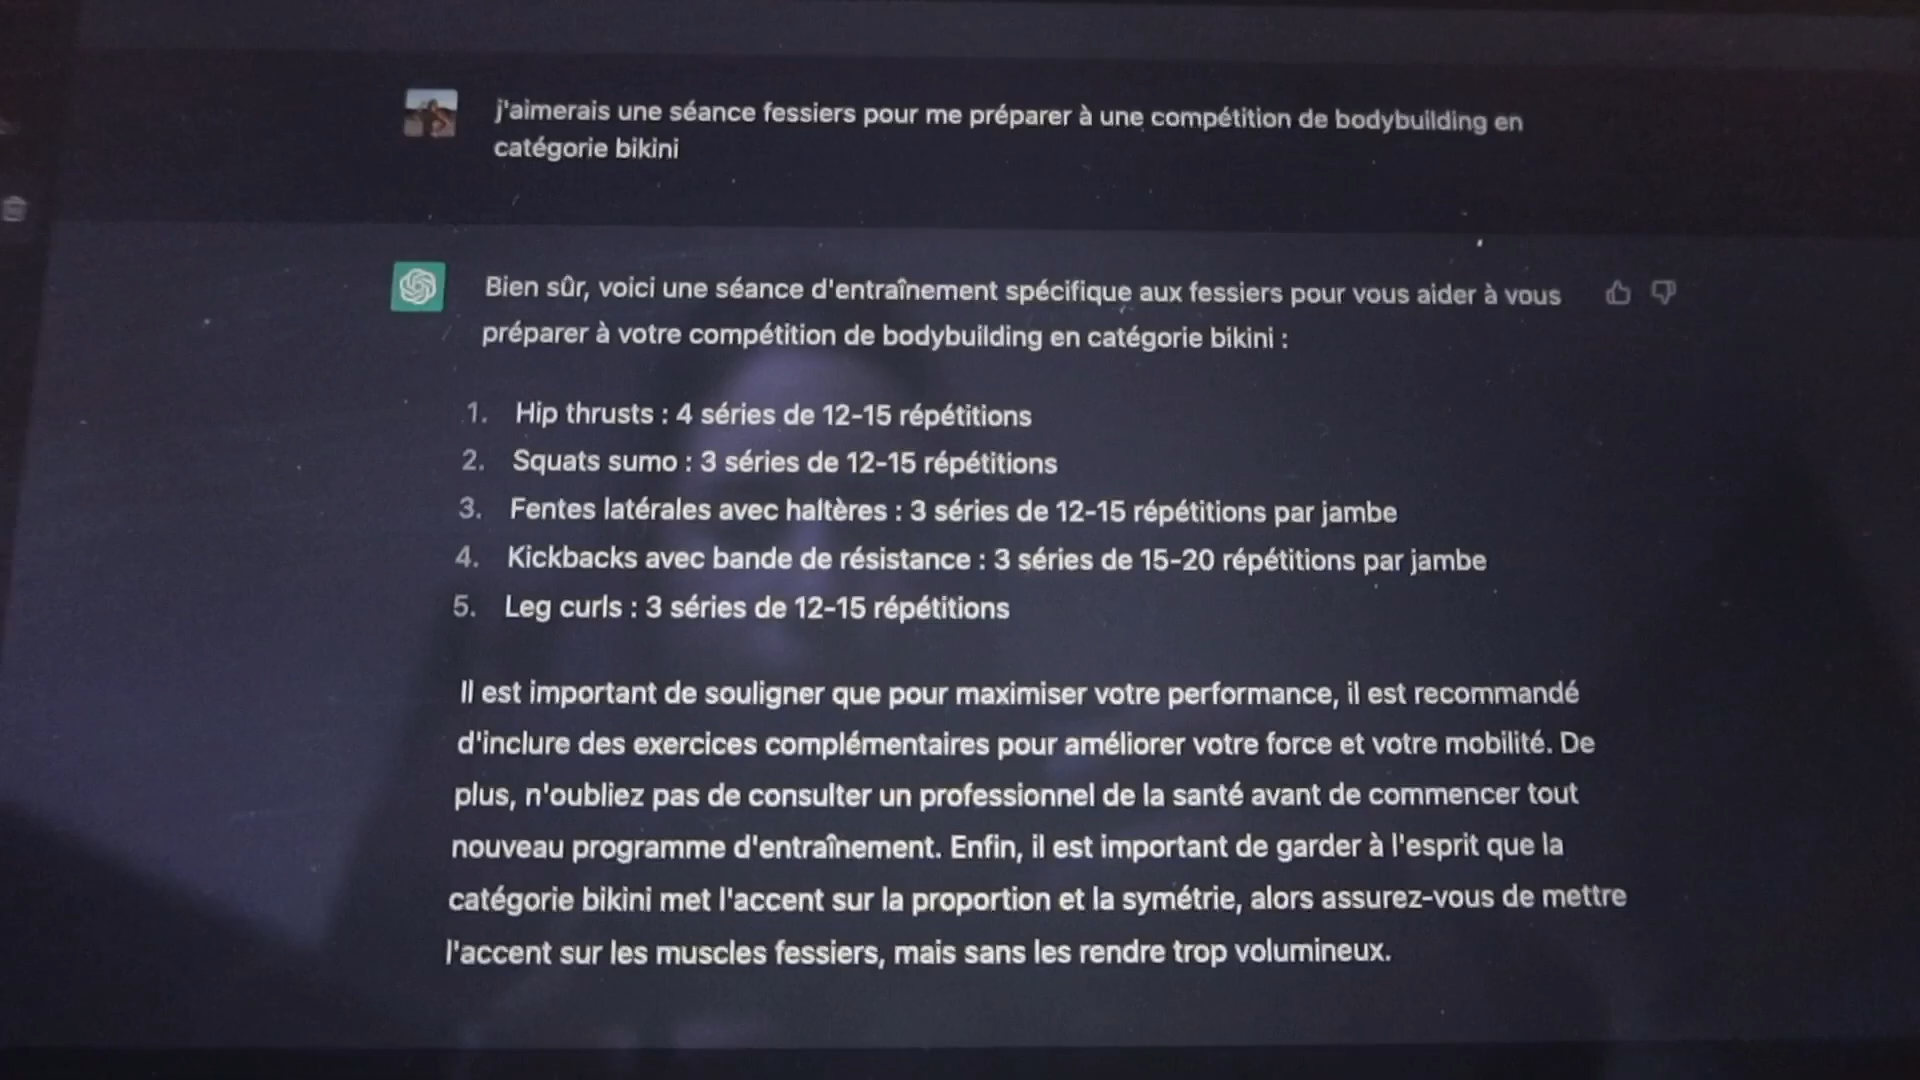 j'aimerais une séance fessiers pour me préparer à une compétition de bodybuilding en
catégorie bikini
Bien sûr, voici une séance d'entraînement spécifique aux fessiers pour vous aider à vous
préparer à votre compétition de bodybuilding en catégorie bikini :
1. Hip thrusts : 4 séries de 12-15 répétitions
2. Squats sumo : 3 séries de 12-15 répétitions
3. Fentes latérales avec haltères : 3 séries de 12-15 répétitions par jambe
4. Kickbacks avec bande de résistance : 3 séries de 15-20 répétitions par jambe
5. Leg curls : 3 séries de 12-15 répétitions
Il est important de souligner que pour maximiser votre performance, il est recommandé
d'inclure des exercices complémentaires pour améliorer votre force et votre mobilité. De
plus, n'oubliez pas de consulter un professionnel de la santé avant de commencer tout
nouveau programme d'entraînement. Enfin, il est important de garder à l'esprit que la
catégorie bikini met l'accent sur la proportion et la symétrie, alors assurez-vous de mettre
l'accent sur les muscles fessiers, mais sans les rendre trop volumineux.